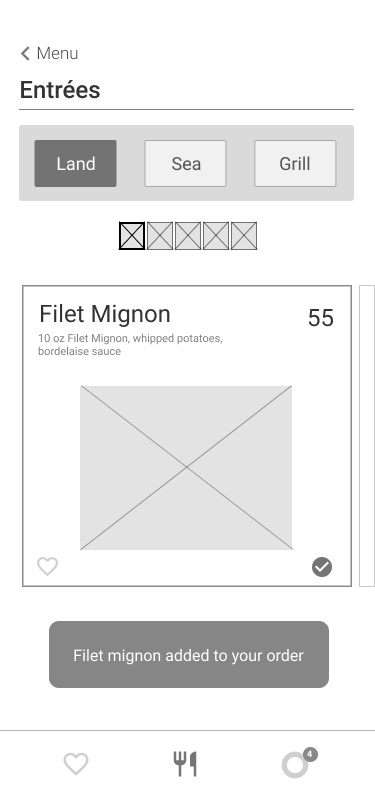 Menu
Entrées
Land
Sea
Grill
Filet Mignon
55
10 oz Filet Mignon, whipped potatoes,
bordelaise sauce
Filet mignon added to your order
4